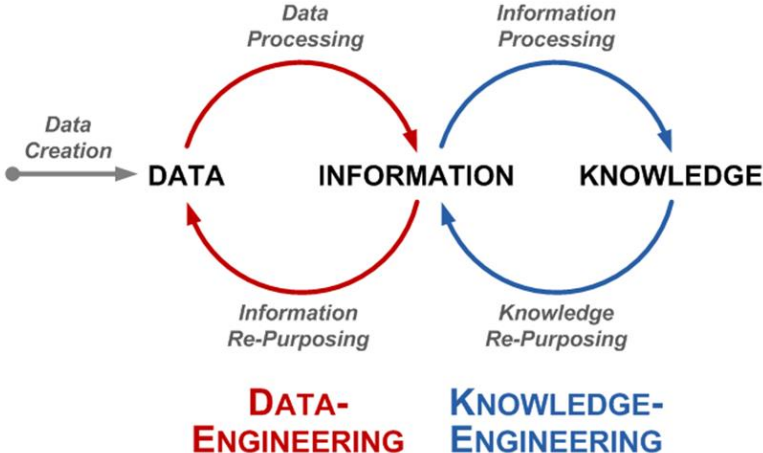 Data
Processing
Information
Processing
Data
Creation
DATA
INFORMATION
KNOWLEDGE
Information
Re-Purposing
Knowledge
Re-Purposing
DATA-
ENGINEERING
KNOWLEDGE-
ENGINEERING